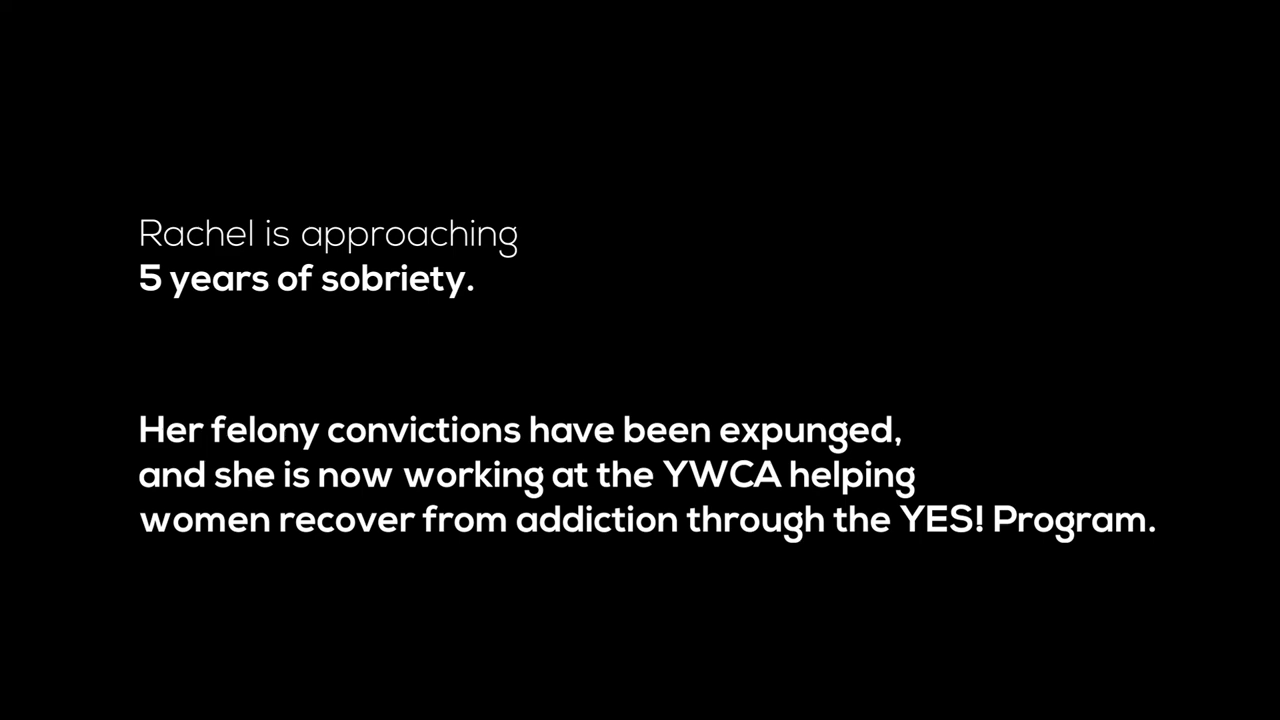 Rachel is approaching
5 years of sobriety.
Her felony convictions have been expunged,
and she is now working at the YWCA helping
women recover from addiction through the YES! Program.